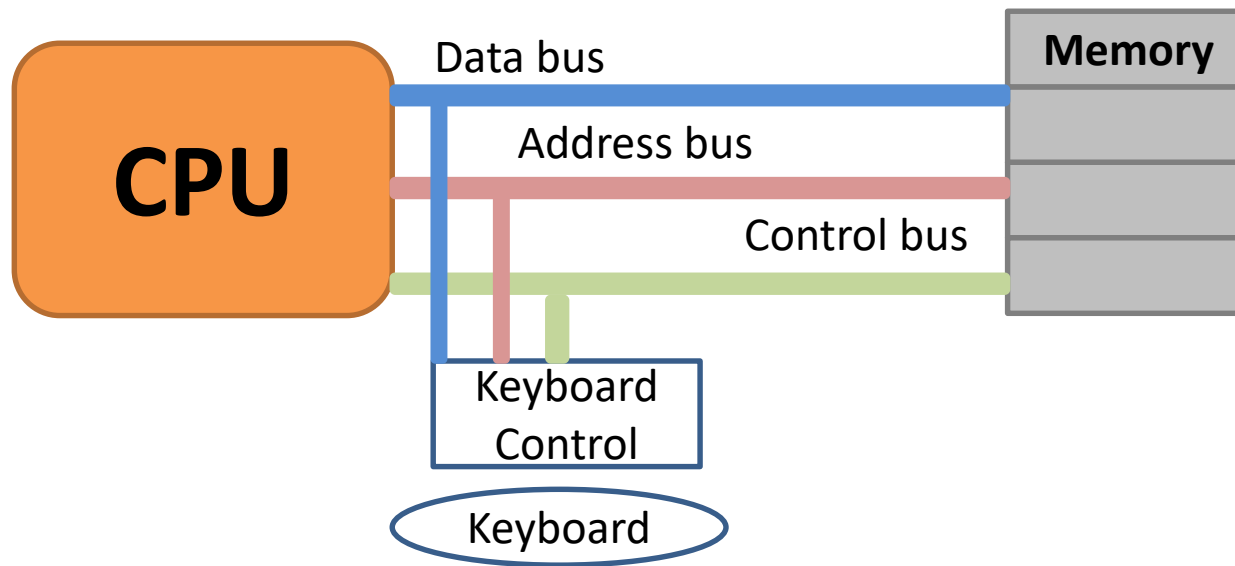 Data bus
Memory
CPU
Address bus
Control bus
Keyboard
Control
Keyboard